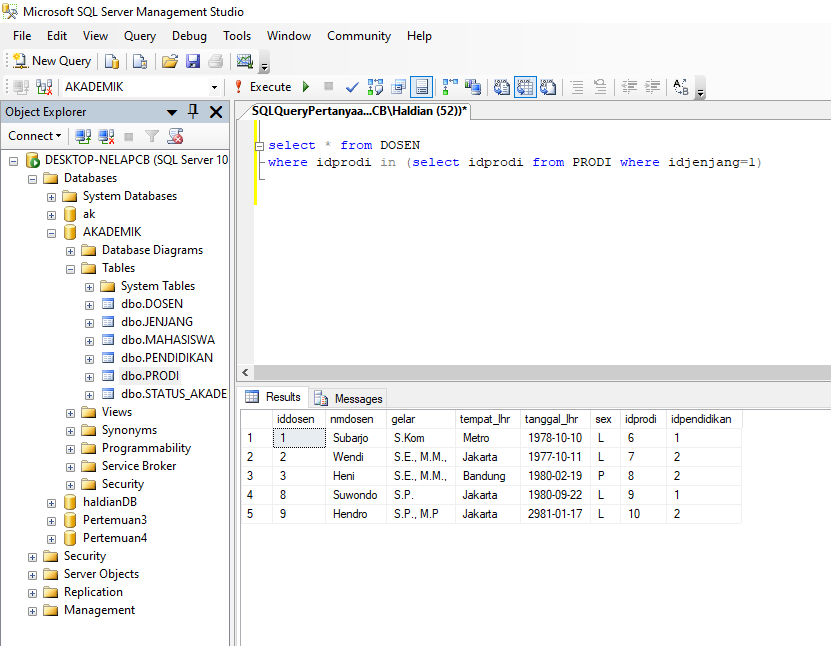 Microsoft SQL Server Management Studio
File Edit View Query Debug Tools Window Community Help
New Query
AKADEMIK Execute
Object Explorer
Connect
DESKTOP-NELAPCB (SQL Server 10
Databases
System Databases
ak
AKADEMIK
Database Diagrams
Tables
System Tables
dbo.DOSEN
dbo.JENJANG
dbo.MAHASISWA
dbo.PENDIDIKAN
dbo.PRODI
dbo.STATUS_AKADE
Views
Synonyms
Programmability
Service Broker
Security
haldianDB
Pertemuan3
Pertemuan4
Security
Server Objects
Replication
Management
SQLQueryPertanyaa...CB\Haldian (52))*
select * from DOSEN
where idprodi in (select idprodi from PRODI where idjenjang=1)
Results Messages
iddosen nmdosen gelar tempat_lhr tanggal_lhr sex idprodi idpendidikan
1 1 Subarjo S.Kom Metro 1978-10-10 L 6 1
2 2 Wendi S.E., M.M., Jakarta 1977-10-11 L 7 2
3 3 Heni S.E., M.M., Bandung 1980-02-19 P 8 2
4 8 Suwondo S.P. Jakarta 1980-09-22 L 9 1
5 9 Hendro S.P., M.P Jakarta 2981-01-17 L 10 2